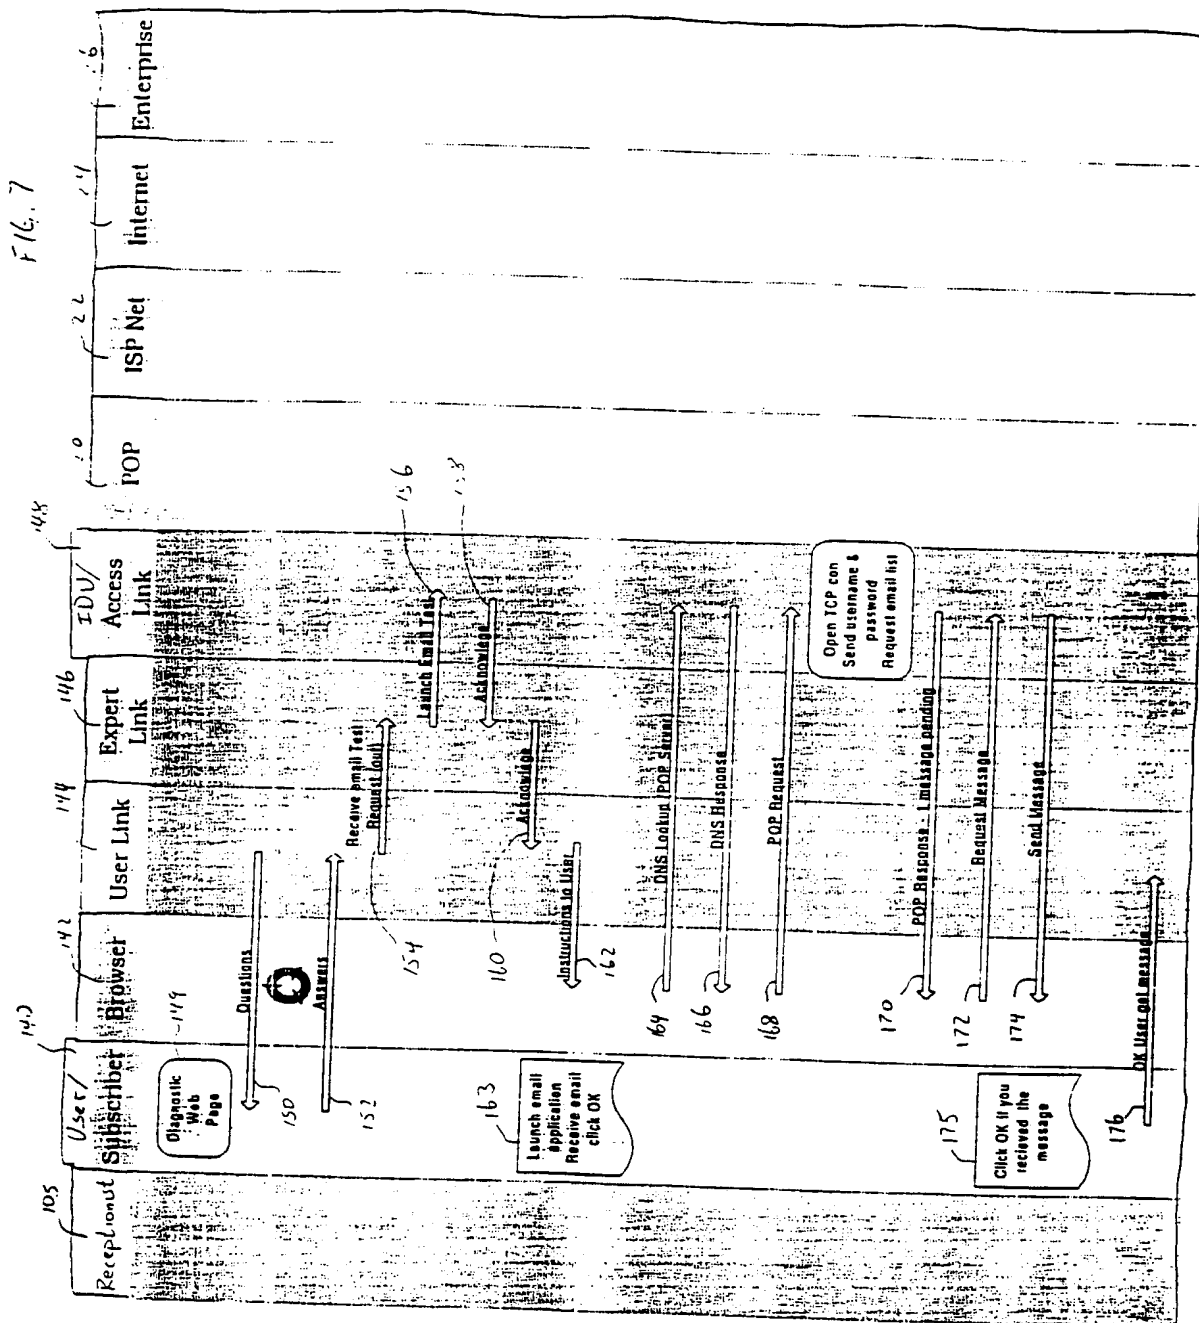 FIG. 7
105
140
142
144
146
148
10
22
14
Receptionist
User/
Subscriber
Browser
User Link
Expert
Link
IDU/
Access
Link
POP
ISP Net
Internet
Enterprise
149
Diagnostic
Web
Page
Questions
150
Answers
152
Receive email Test
Request (out)
154
Launch Email Task
156
Acknowledge
158
Acknowledge
160
Instructions to User
162
163
Launch email
application
Receive email
click OK
DNS Lookup (POP Server)
164
DNS Response
166
POP Request
168
Open TCP con
Send username &
password
Request email list
POP Response - 1 message pending
170
Request Message
172
Send Message
174
175
Click OK if you
recieved the
message
OK User got message
176